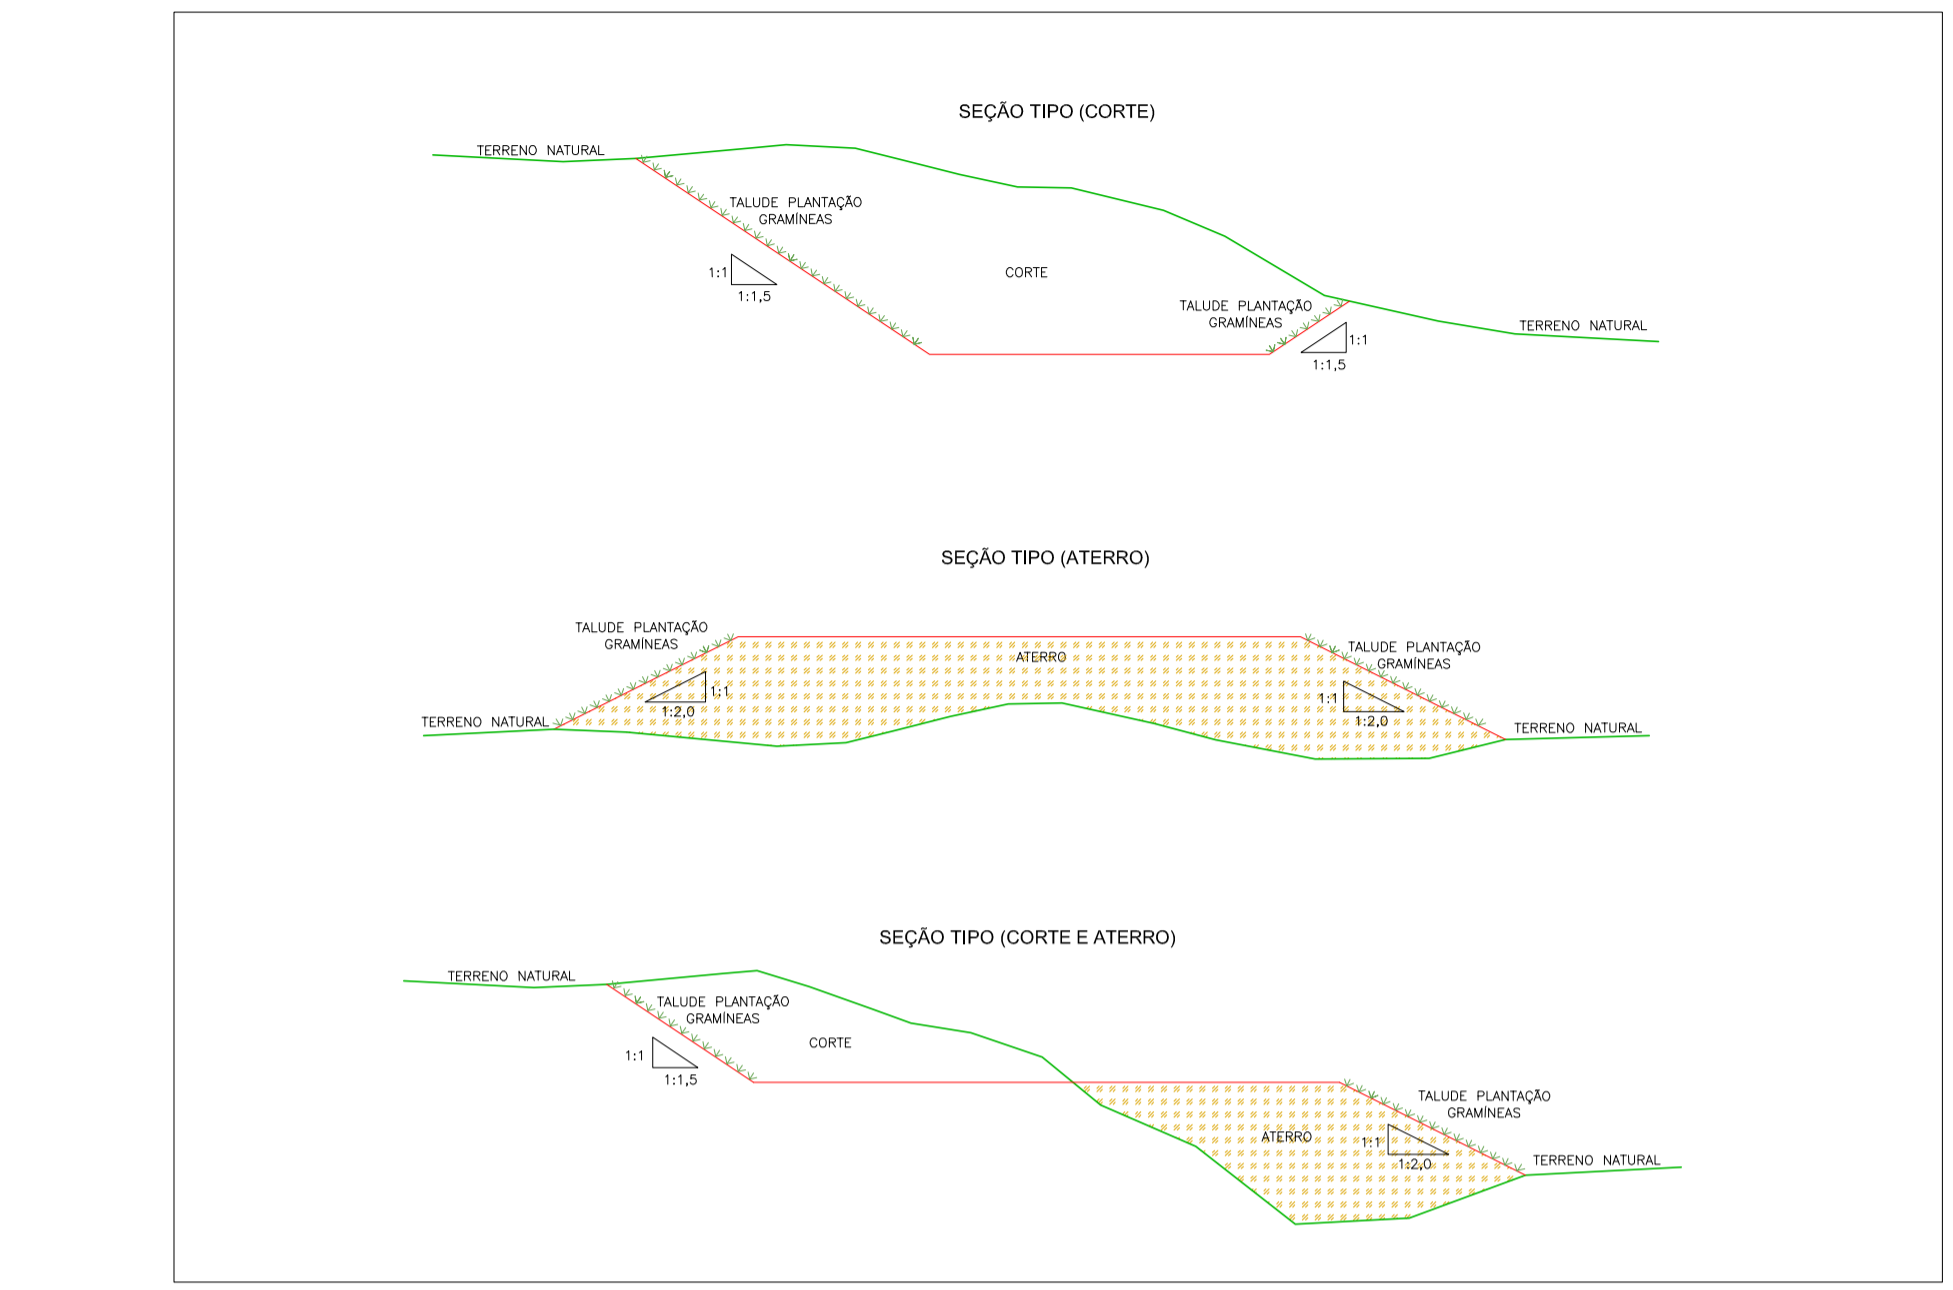 SEÇÃO TIPO (CORTE)
TERRENO NATURAL
TALUDE PLANTAÇÃO
GRAMÍNEAS
1:1
1:1,5
CORTE
TALUDE PLANTAÇÃO
GRAMÍNEAS
1:1
1:1,5
TERRENO NATURAL
SEÇÃO TIPO (ATERRO)
TALUDE PLANTAÇÃO
GRAMÍNEAS
ATERRO
TALUDE PLANTAÇÃO
GRAMÍNEAS
1:1
1:2,0
1:1
1:2,0
TERRENO NATURAL
TERRENO NATURAL
SEÇÃO TIPO (CORTE E ATERRO)
TERRENO NATURAL
TALUDE PLANTAÇÃO
GRAMÍNEAS
CORTE
1:1
1:1,5
TALUDE PLANTAÇÃO
GRAMÍNEAS
ATERRO
1:1
1:2,0
TERRENO NATURAL